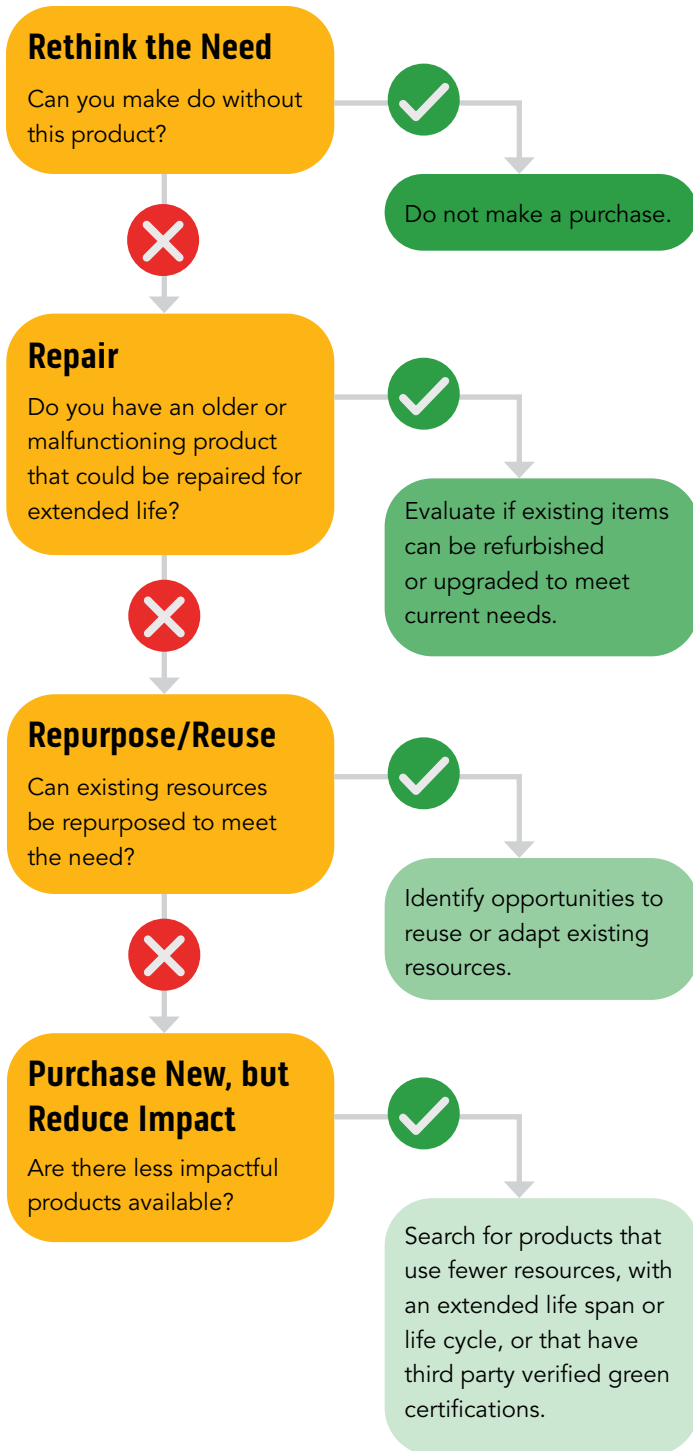 Rethink the Need
Can you make do without
this product?
Do not make a purchase.
Repair
Do you have an older or
malfunctioning product
that could be repaired for
extended life?
Evaluate if existing items
can be refurbished
or upgraded to meet
current needs.
Repurpose/Reuse
Can existing resources
be repurposed to meet
the need?
Identify opportunities to
reuse or adapt existing
resources.
Purchase New, but
Reduce Impact
Are there less impactful
products available?
Search for products that
use fewer resources, with
an extended life span or
life cycle, or that have
third party verified green
certifications.